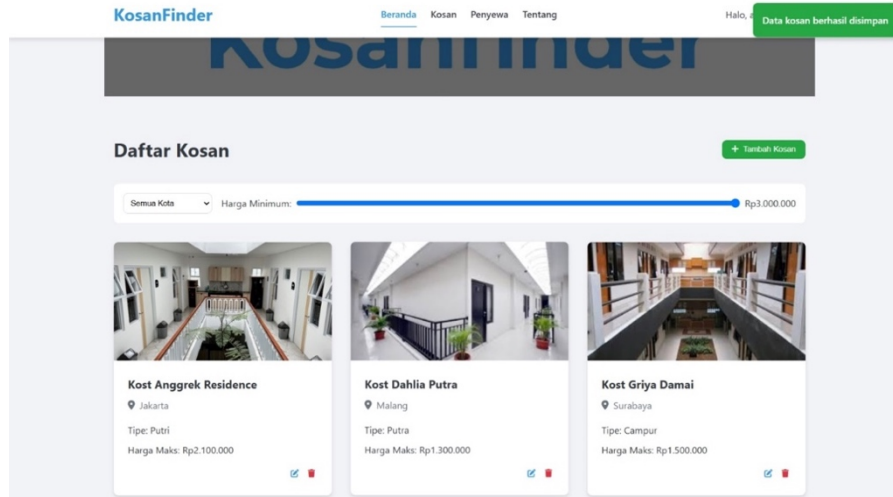 KosanFinder
Beranda Kosan Penyewa Tentang
Halo,
Data kosan berhasil disimpan
KosanFinder
Daftar Kosan
+ Tambah Kosan
Semua Kota Harga Minimum: Rp3.000.000
Kost Anggrek Residence
Jakarta
Tipe: Putri
Harga Maks: Rp2.100.000
Kost Dahlia Putra
Malang
Tipe: Putra
Harga Maks: Rp1.300.000
Kost Griya Damai
Surabaya
Tipe: Campur
Harga Maks: Rp1.500.000